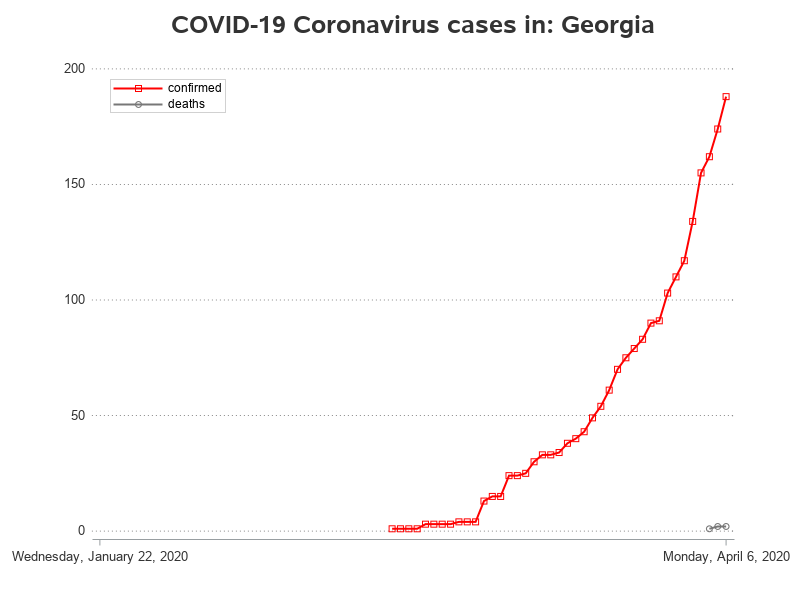 COVID-19 Coronavirus cases in: Georgia
200
confirmed
deaths
150
100
50
0
Wednesday, January 22, 2020
Monday, April 6, 2020